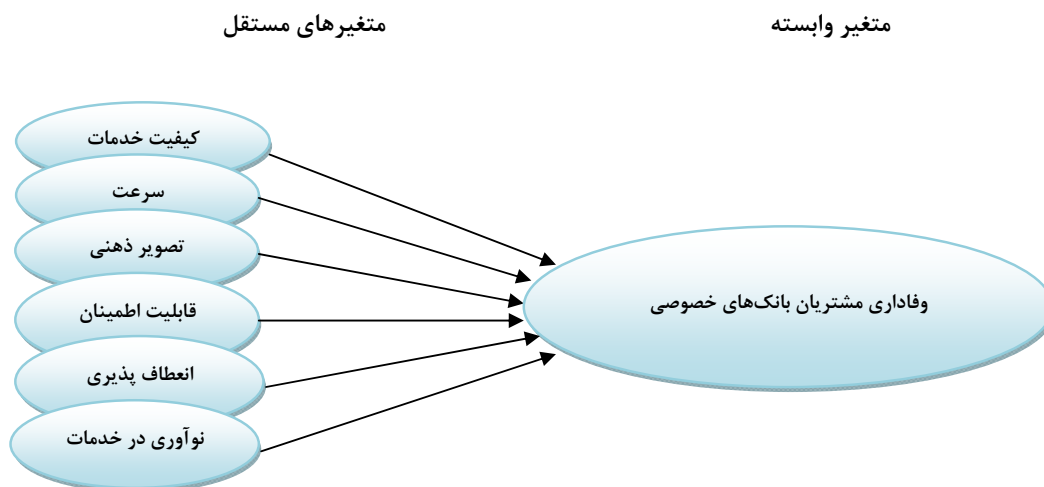 متغیرهای مستقل
متغیر وابسته
کیفیت خدمات
سرعت
تصویر ذهنی
قابلیت اطمینان
انعطاف پذیری
نوآوری در خدمات
وفاداری مشتریان بانک‌های خصوصی